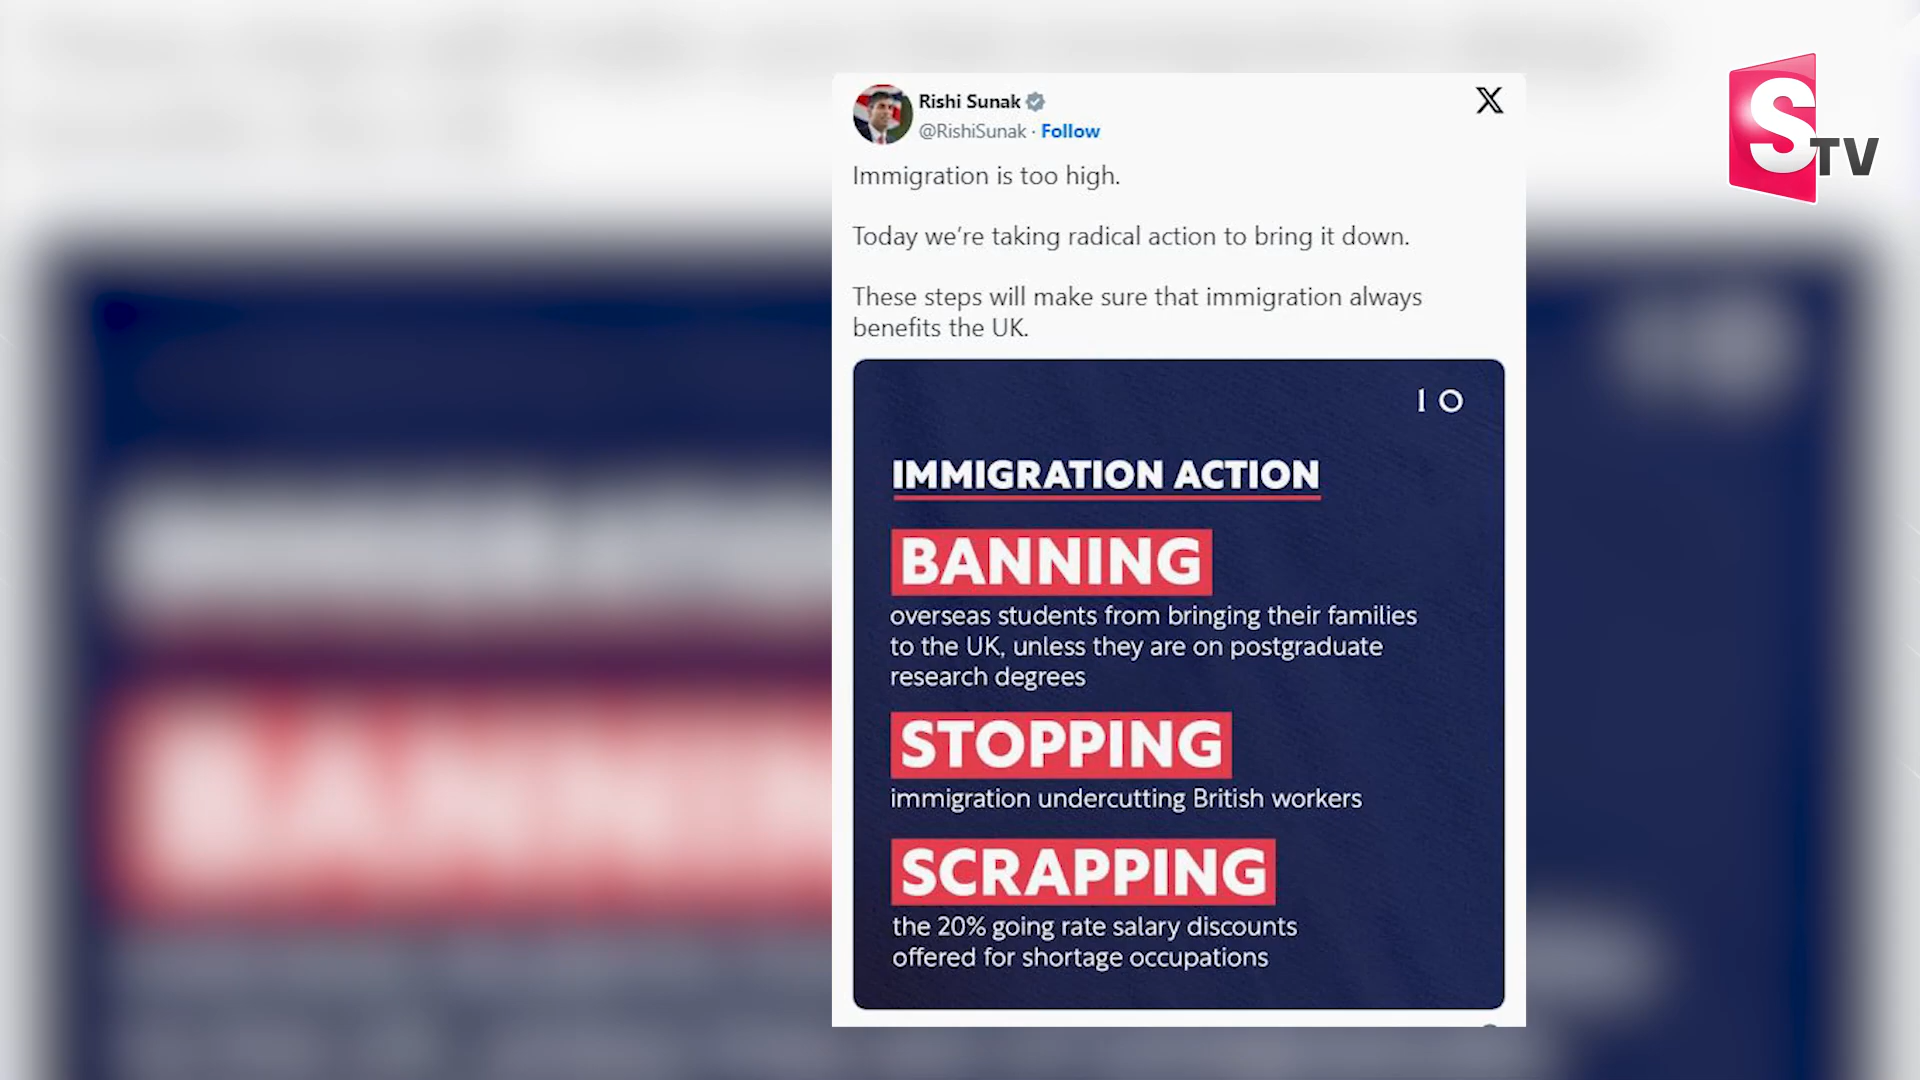 Rishi Sunak
@RishiSunak · Follow
Immigration is too high.
Today we're taking radical action to bring it down.
These steps will make sure that immigration always
benefits the UK.
10
IMMIGRATION ACTION
BANNING
overseas students from bringing their families
to the UK, unless they are on postgraduate
research degrees
STOPPING
immigration undercutting British workers
SCRAPPING
the 20% going rate salary discounts
offered for shortage occupations
STV